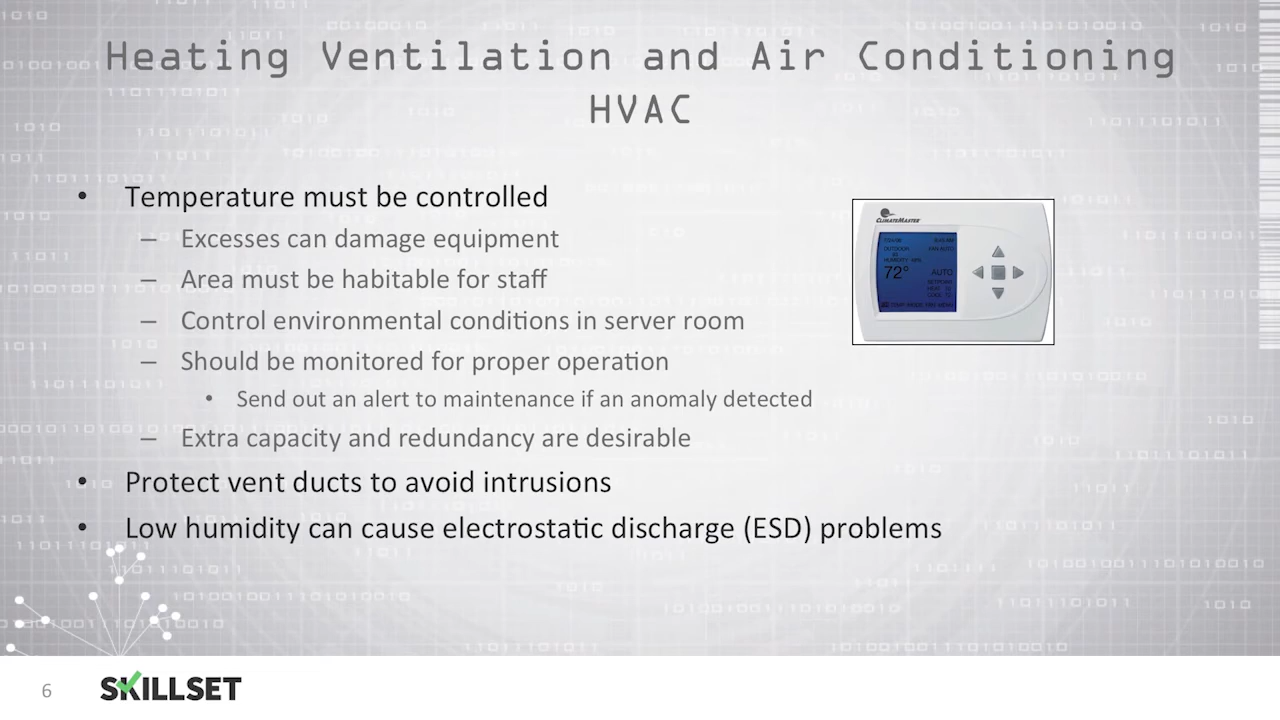 Heating Ventilation and Air Conditioning
HVAC
• Temperature must be controlled
– Excesses can damage equipment
– Area must be habitable for staff
– Control environmental conditions in server room
– Should be monitored for proper operation
• Send out an alert to maintenance if an anomaly detected
– Extra capacity and redundancy are desirable
• Protect vent ducts to avoid intrusions
• Low humidity can cause electrostatic discharge (ESD) problems
CLIMATEMASTER
OUTDOOR
72° AUTO
6
SKILLSET